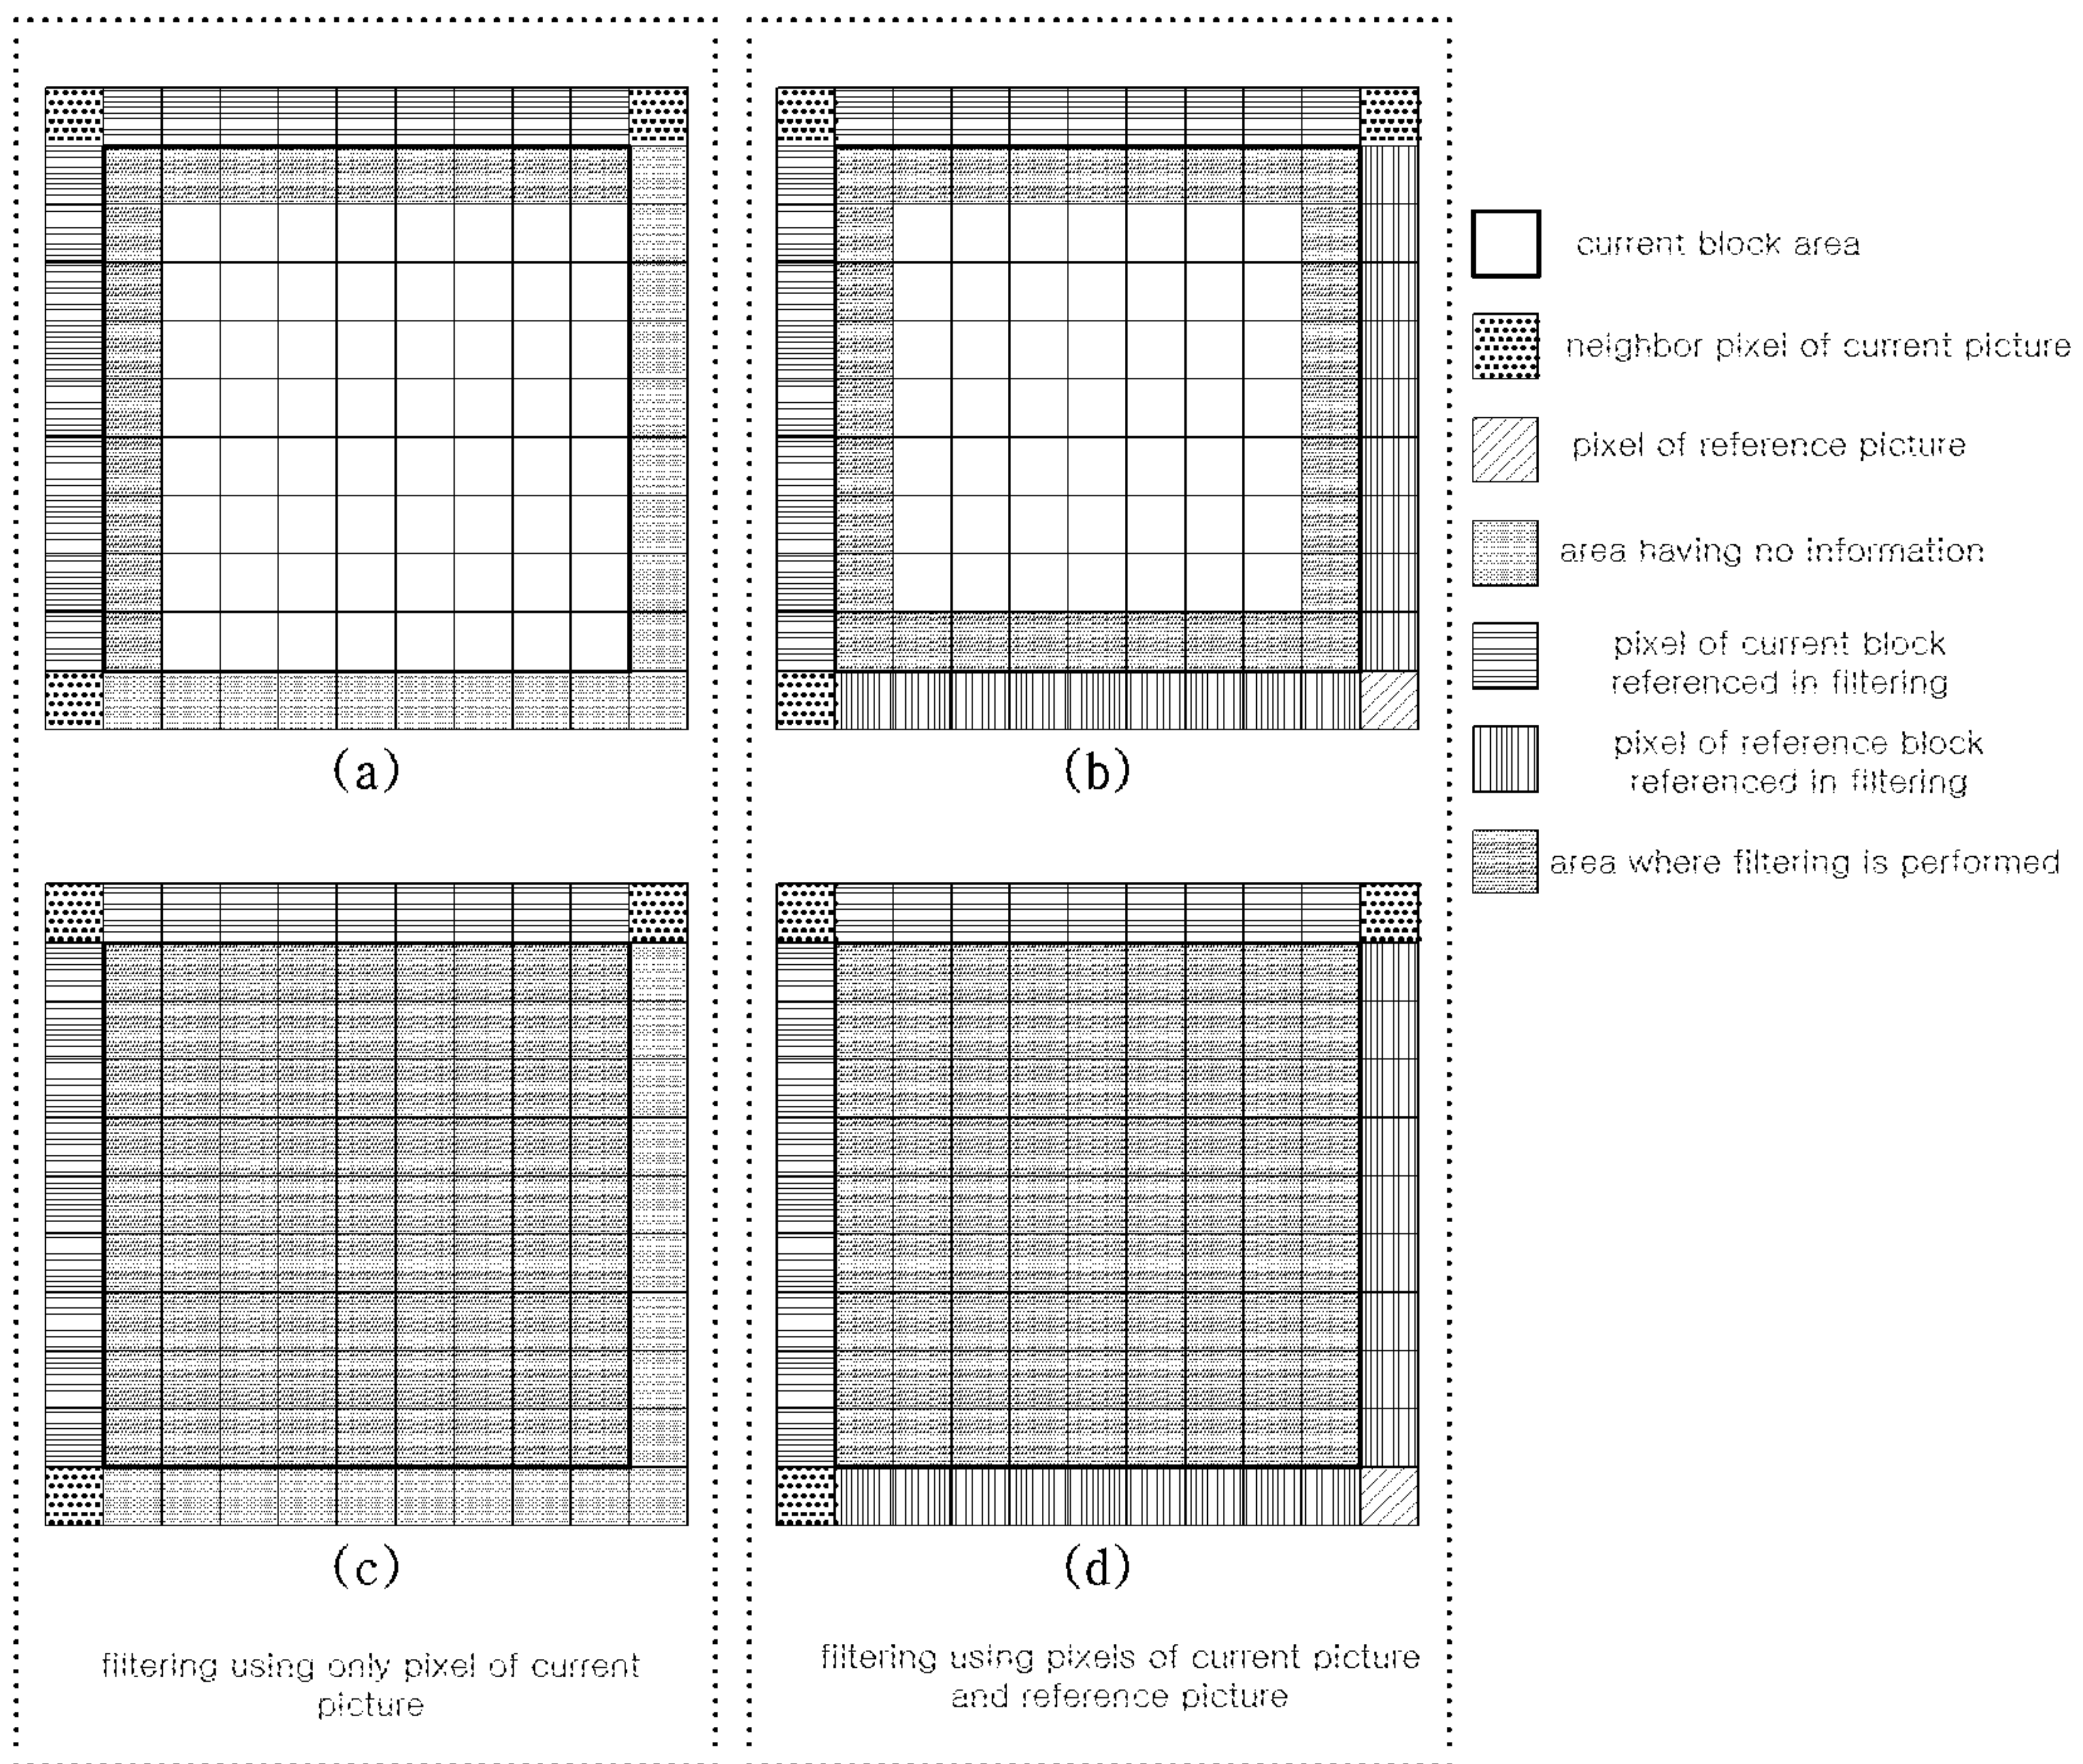 (a)
(b)
(c)
(d)
filtering using only pixel of current
picture
filtering using pixels of current picture
and reference picture
current block area
neighbor pixel of current picture
pixel of reference picture
area having no information
pixel of current block
referenced in filtering
pixel of reference block
referenced in filtering
area where filtering is performed